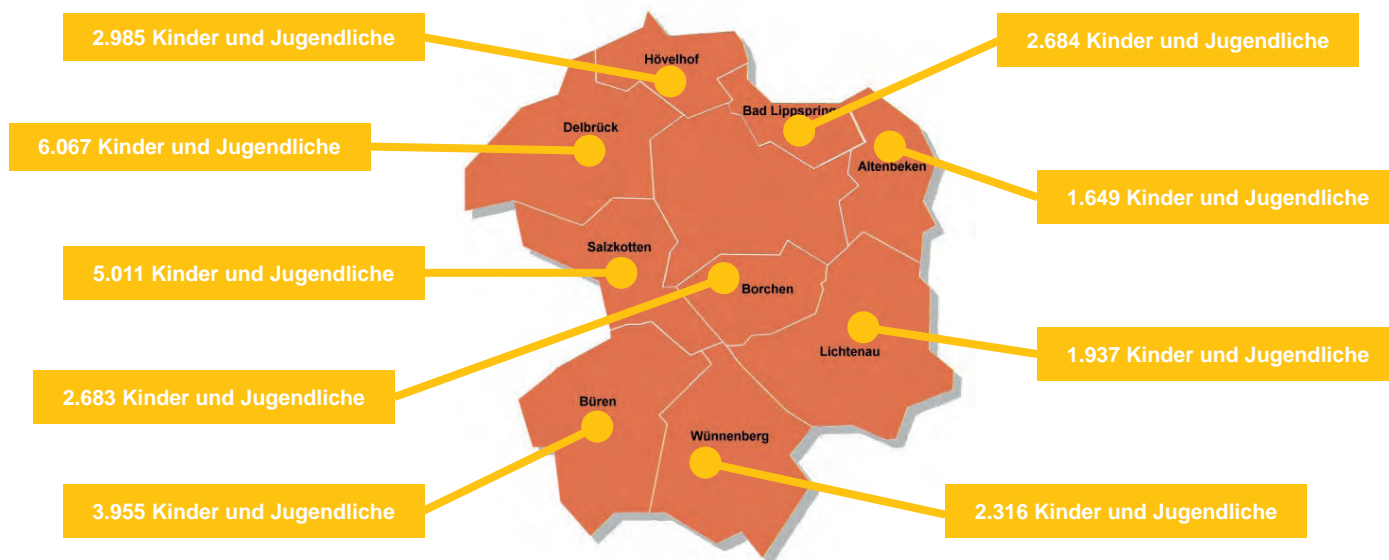 2.985 Kinder und Jugendliche
2.684 Kinder und Jugendliche
Hövelhof
Bad Lippspring
Delbrück
6.067 Kinder und Jugendliche
Altenbeken
1.649 Kinder und Jugendliche
Salzkotten
5.011 Kinder und Jugendliche
Borchen
Lichtenau
1.937 Kinder und Jugendliche
2.683 Kinder und Jugendliche
Büren
Wünnenberg
3.955 Kinder und Jugendliche
2.316 Kinder und Jugendliche